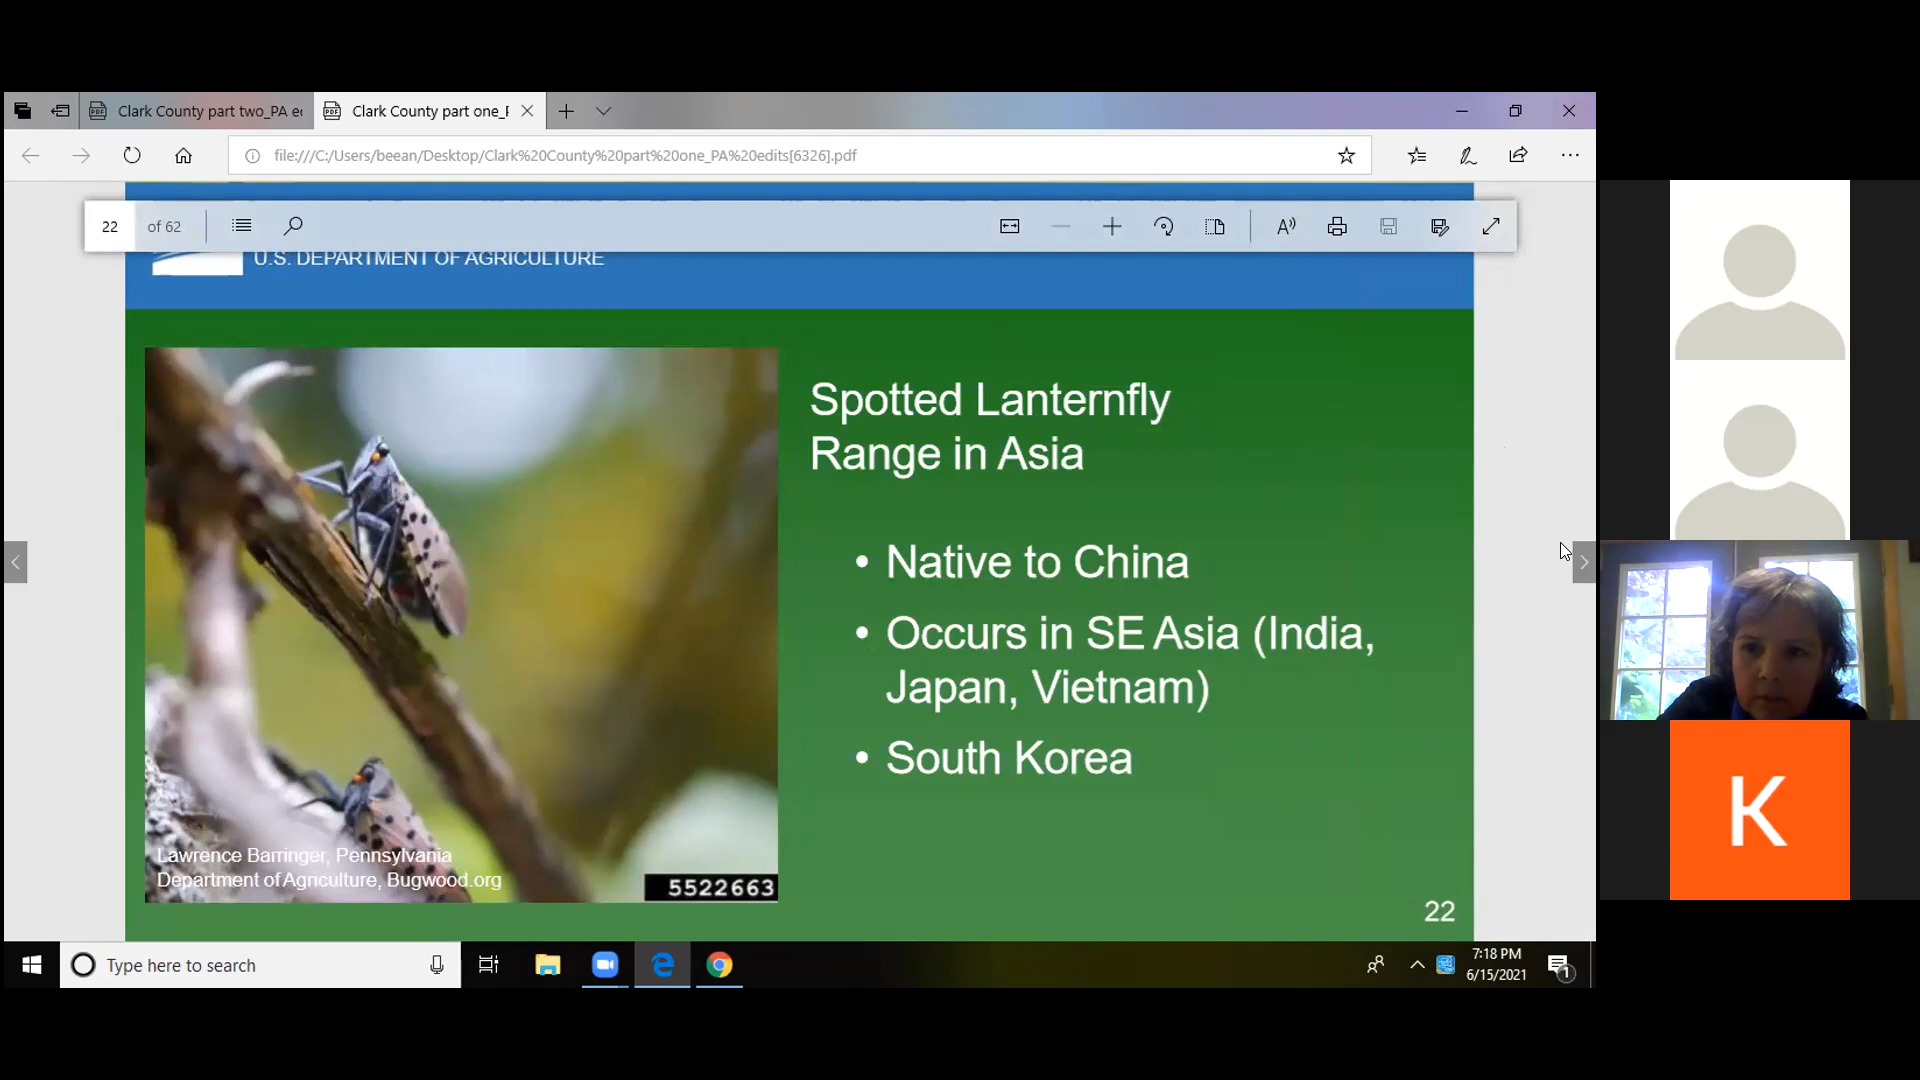 Clark County part two_PA ec
Clark County part one_F
file:///C:/Users/beean/Desktop/Clark%20County%20part%20one_PA%20edits[6326].pdf
22 of 62
U.S. DEPARTMENT OF AGRICULTURE
Spotted Lanternfly
Range in Asia
• Native to China
• Occurs in SE Asia (India,
Japan, Vietnam)
• South Korea
Lawrence Barringer, Pennsylvania
Department of Agriculture, Bugwood.org
5522663
22
K
Type here to search
7:18 PM
6/15/2021
1